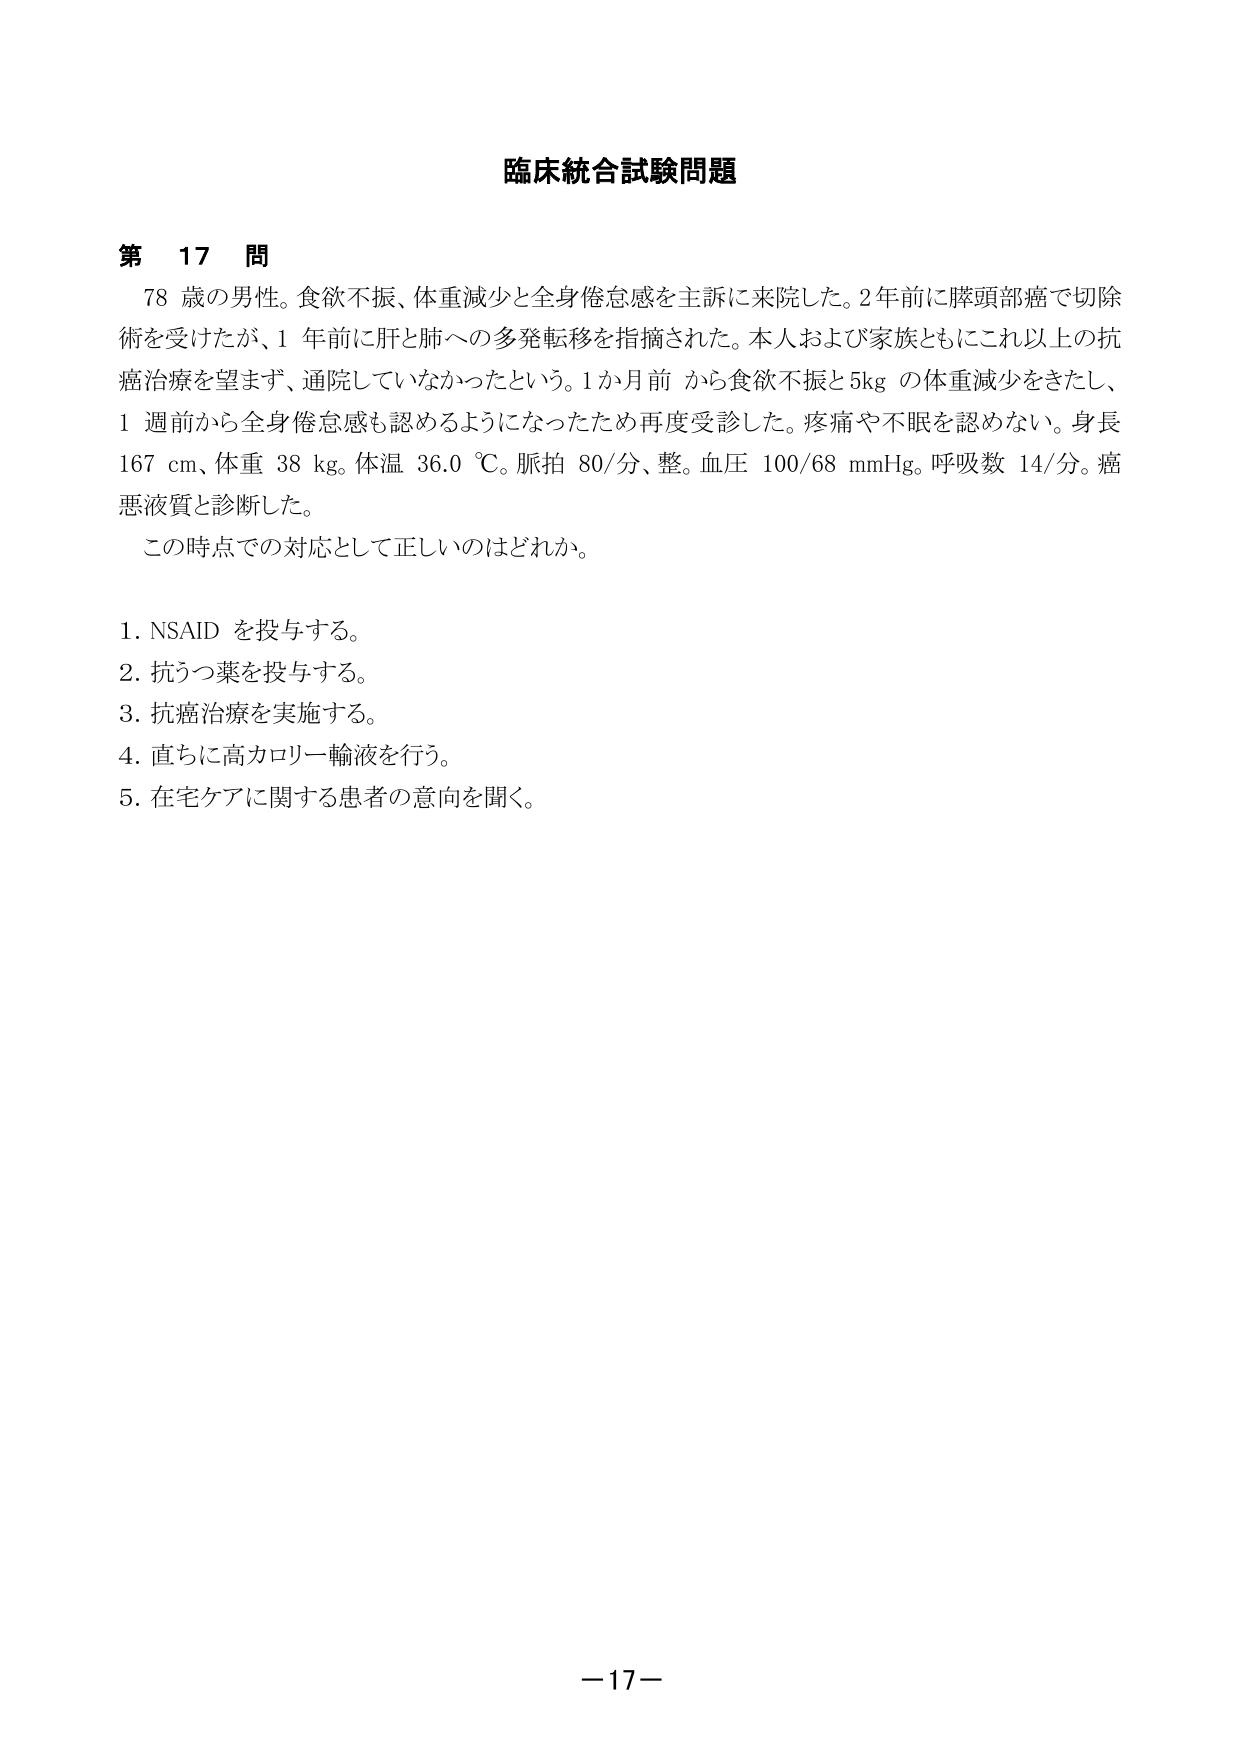 臨床統合試験問題
第 17 問
78 歳の男性。食欲不振、体重減少と全身倦怠感を主訴に来院した。2年前に膵頭部癌で切除
術を受けたが、1 年前に肝と肺への多発転移を指摘された。本人および家族ともにこれ以上の抗
癌治療を望まず、通院していなかったという。1か月前 から食欲不振と5kg の体重減少をきたし、
1 週前から全身倦怠感も認めるようになったため再度受診した。疼痛や不眠を認めない。身長
167 cm、体重 38 kg。体温 36.0 ℃。脈拍 80/分、整。血圧 100/68 mmHg。呼吸数 14/分。癌
悪液質と診断した。
この時点での対応として正しいのはどれか。
1. NSAID を投与する。
2. 抗うつ薬を投与する。
3. 抗癌治療を実施する。
4. 直ちに高カロリー輸液を行う。
5. 在宅ケアに関する患者の意向を聞く。
－17－